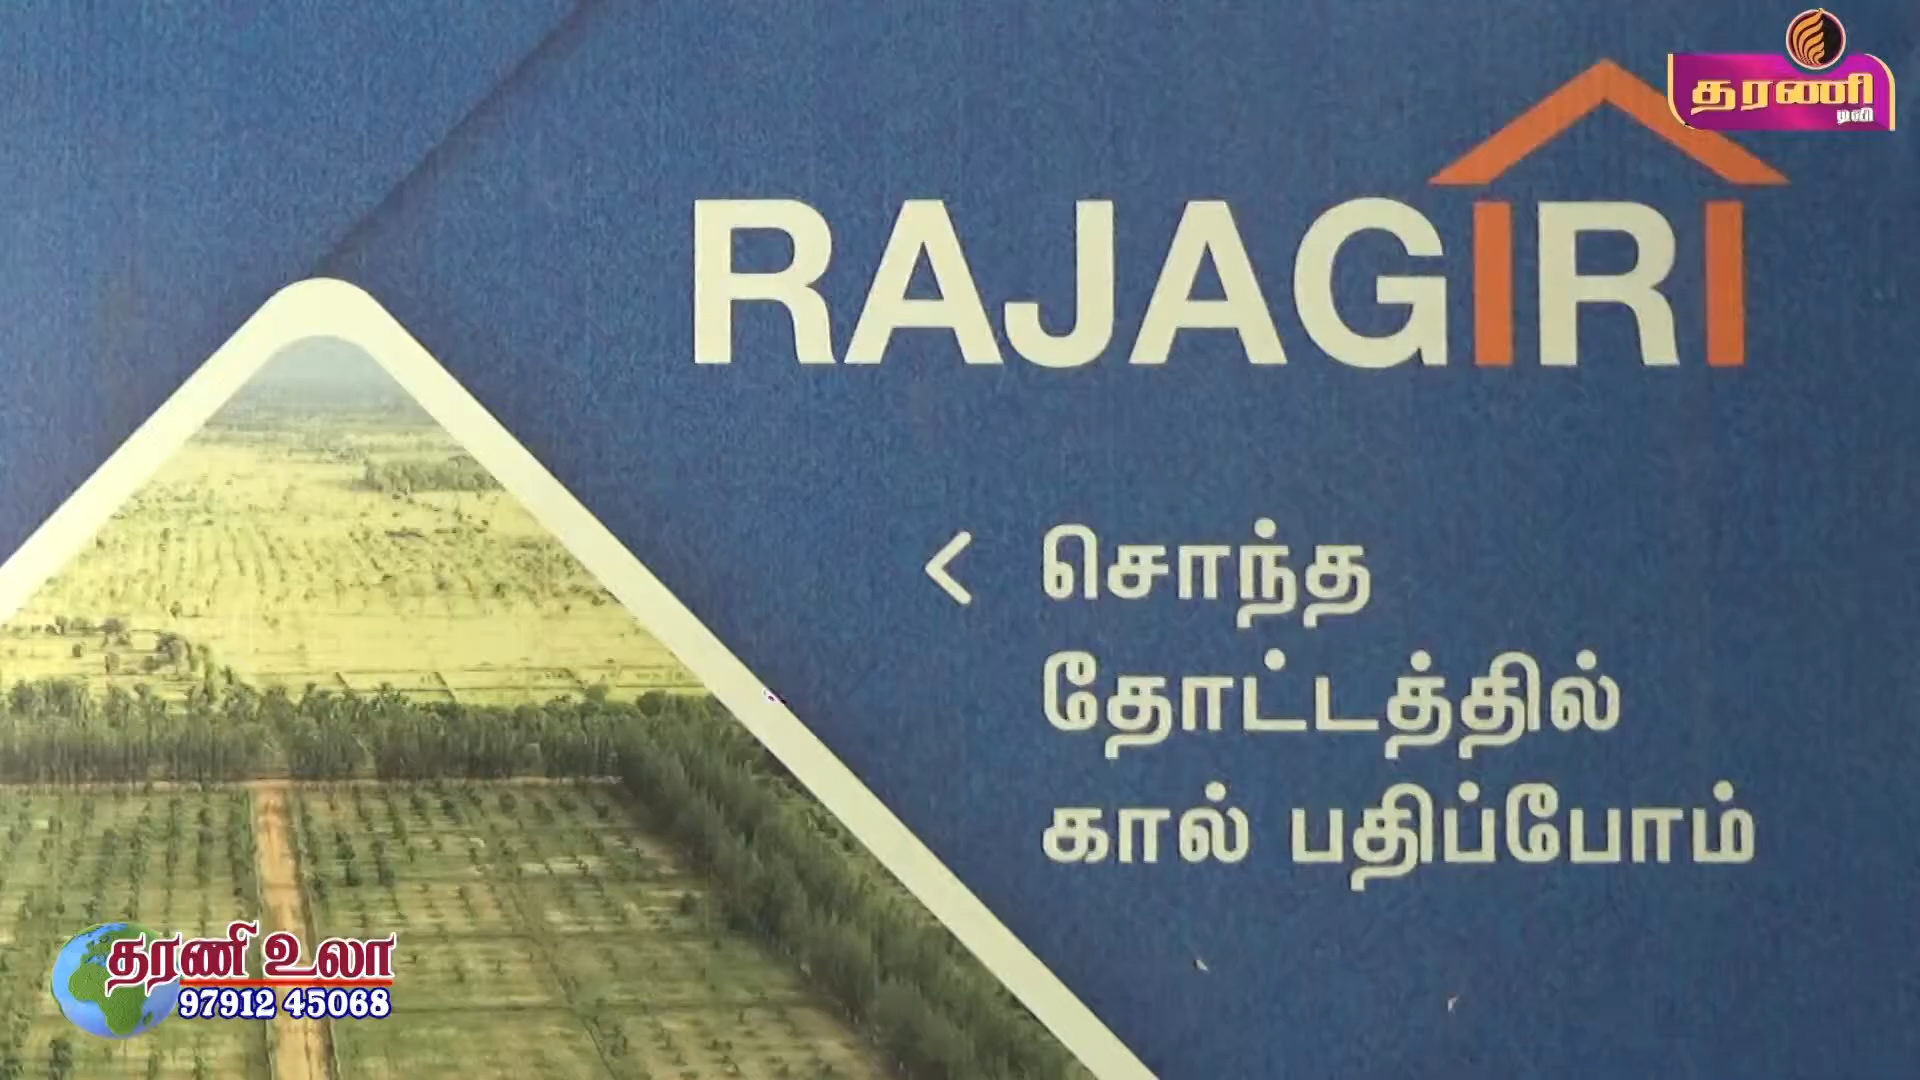 தரணி
டிவி
RAJAGIRI
< சொந்த
தோட்டத்தில்
கால் பதிப்போம்
தரணி உலா
97912 45068